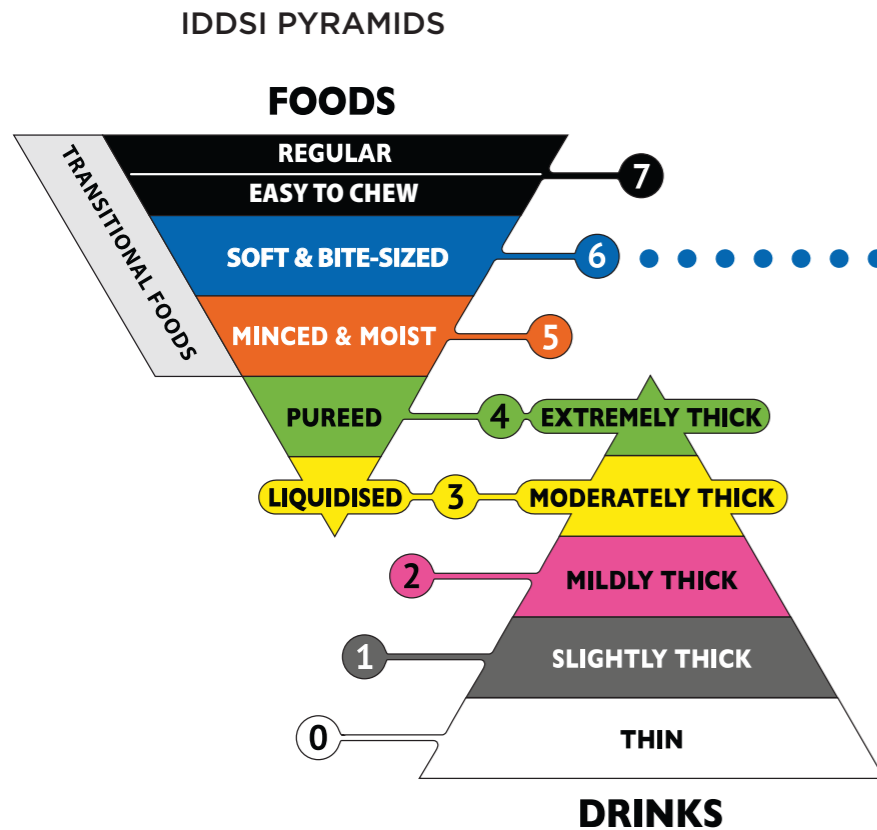 IDDSI PYRAMIDS
FOODS
TRANSITIONAL FOODS
REGULAR
EASY TO CHEW
7
SOFT & BITE-SIZED
6
MINCED & MOIST
5
PUREED
4
EXTREMELY THICK
LIQUIDISED
3
MODERATELY THICK
2
MILDLY THICK
1
SLIGHTLY THICK
0
THIN
DRINKS